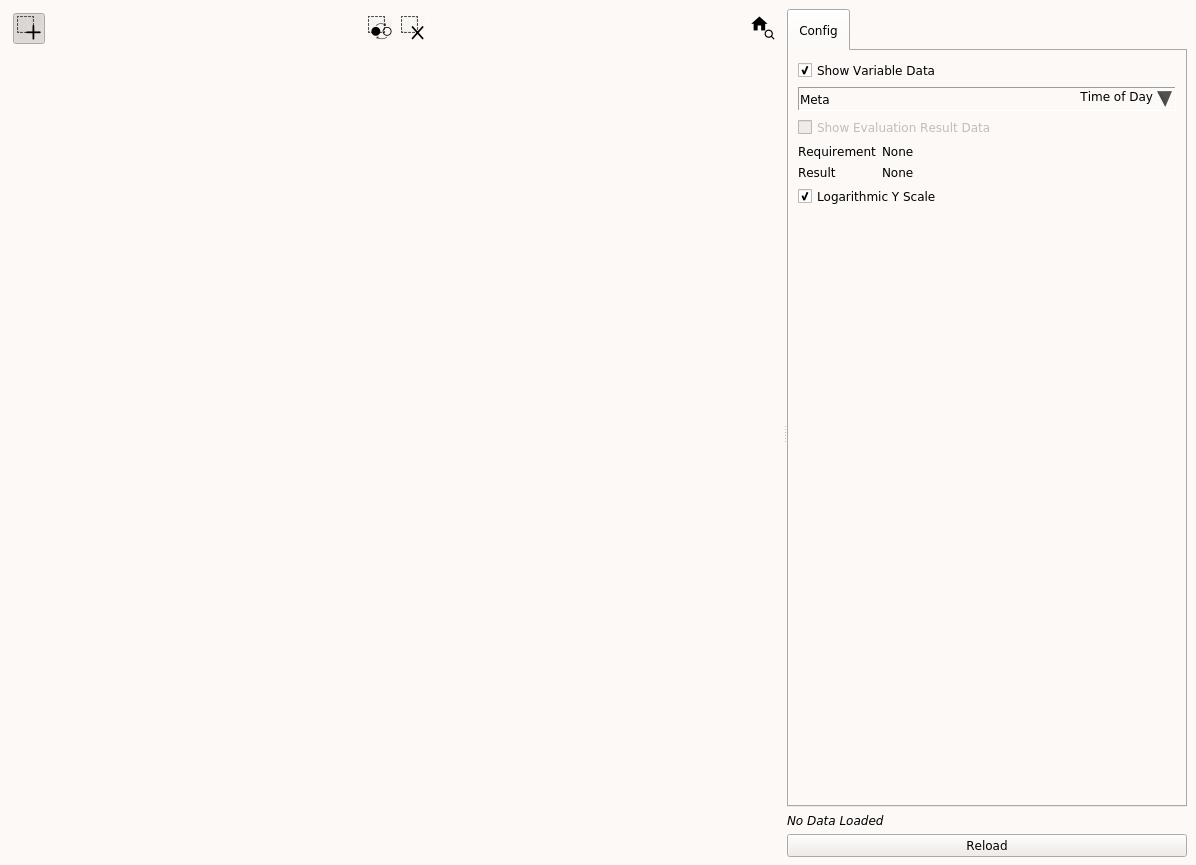 Config
Show Variable Data
Meta Time of Day
Show Evaluation Result Data
Requirement None
Result None
Logarithmic Y Scale
No Data Loaded
Reload